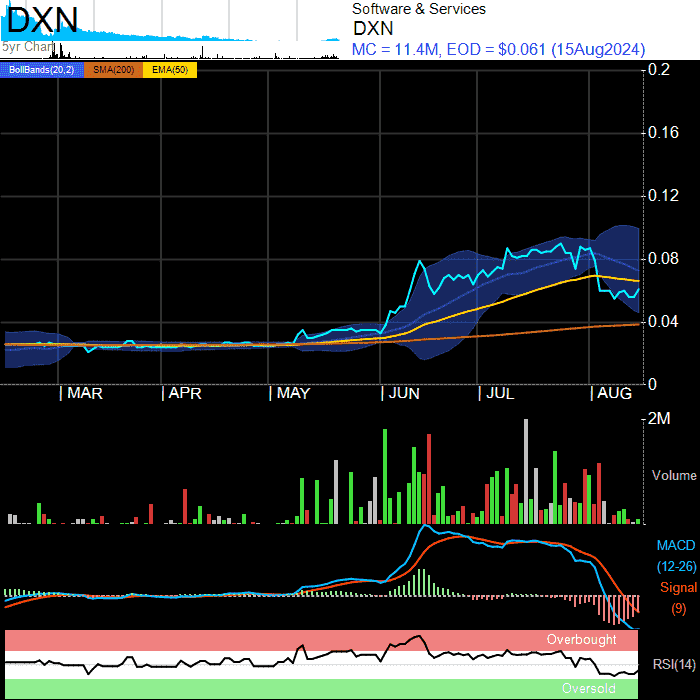 DXN
5yr Chart
Software & Services
DXN
MC = 11.4M, EOD = $0.061 (15Aug2024)
BollBands(20,2) SMA(200) EMA(50)
0.2
0.16
0.12
0.08
0.04
0
MAR APR MAY JUN JUL AUG
2M
Volume
MACD
(12-26)
Signal
(9)
Overbought
RSI(14)
Oversold